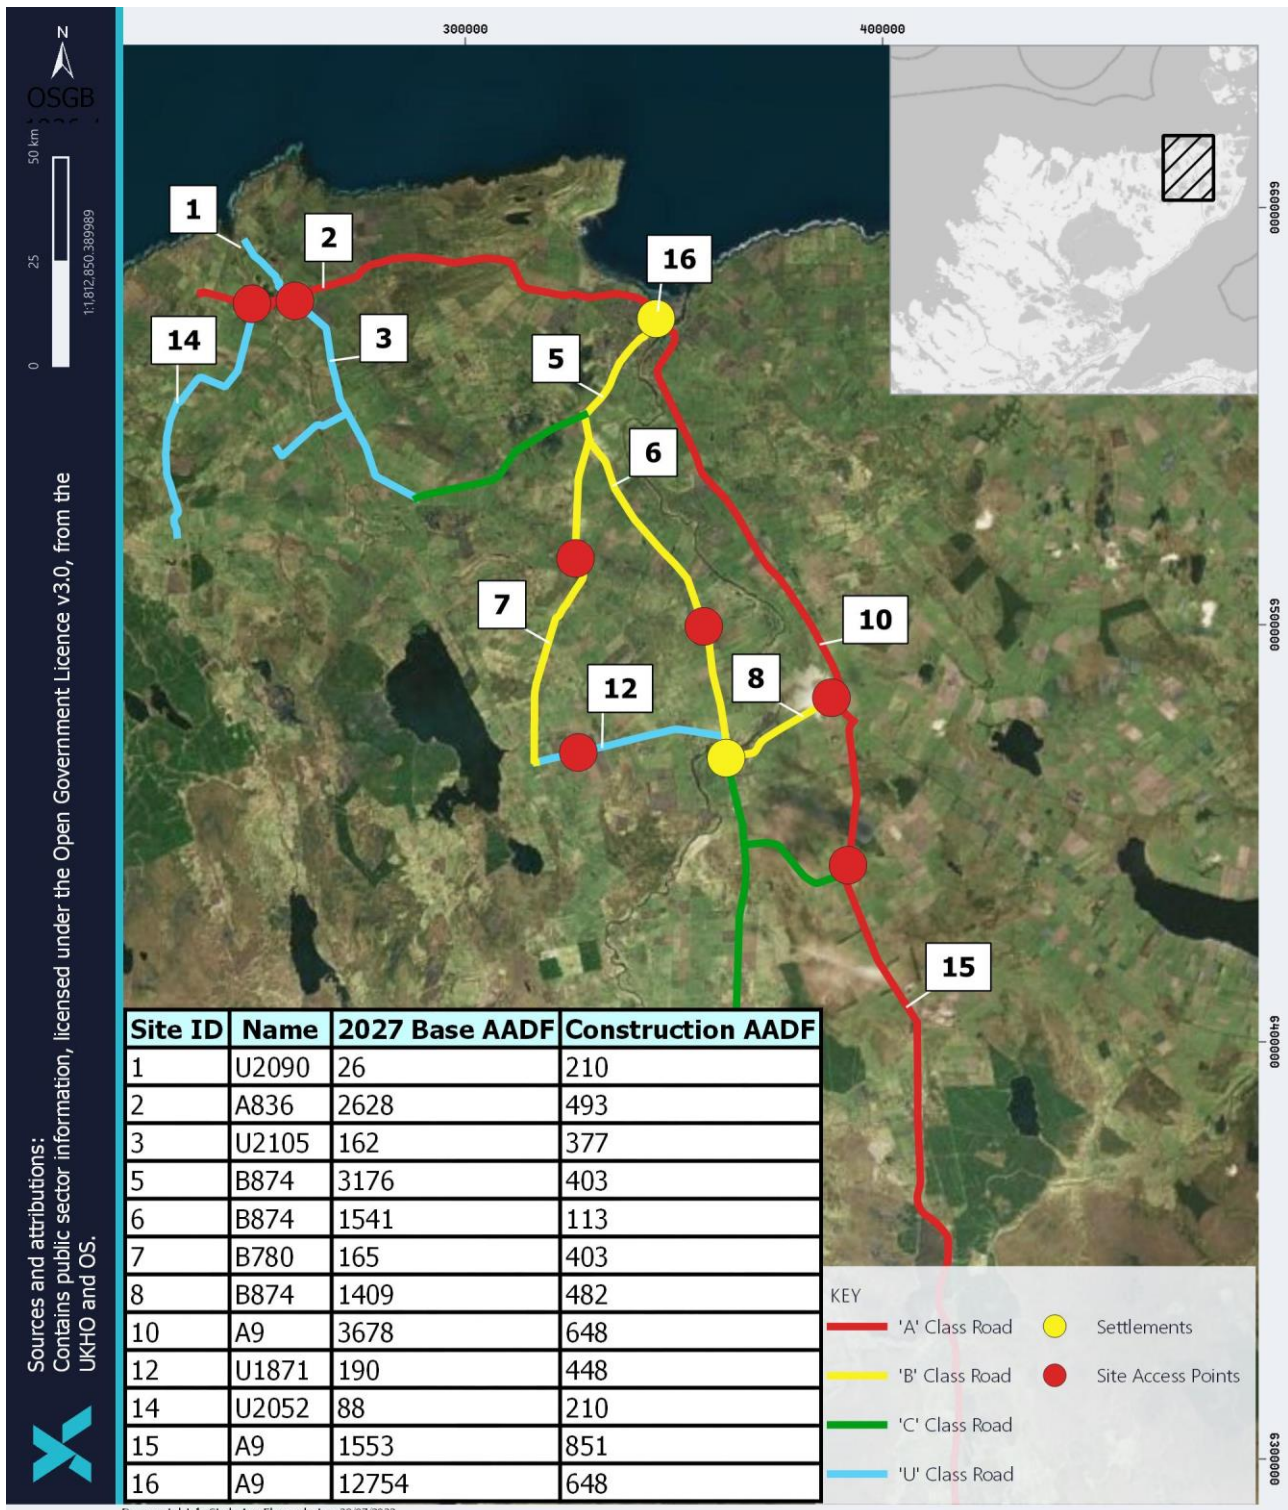 N
OSGB
50 km
25
0
1:1,812,850.389989
Sources and attributions:
Contains public sector information, licensed under the Open Government Licence v3.0, from the
UKHO and OS.
300000
400000
6600000
6500000
6400000
6300000
1
2
16
14
3
5
6
7
10
12
8
15
Site ID Name 2027 Base AADF Construction AADF
1 U2090 26 210
2 A836 2628 493
3 U2105 162 377
5 B874 3176 403
6 B874 1541 113
7 B780 165 403
8 B874 1409 482
10 A9 3678 648
12 U1871 190 448
14 U2052 88 210
15 A9 1553 851
16 A9 12754 648
KEY
'A' Class Road
Settlements
'B' Class Road
Site Access Points
'C' Class Road
'U' Class Road